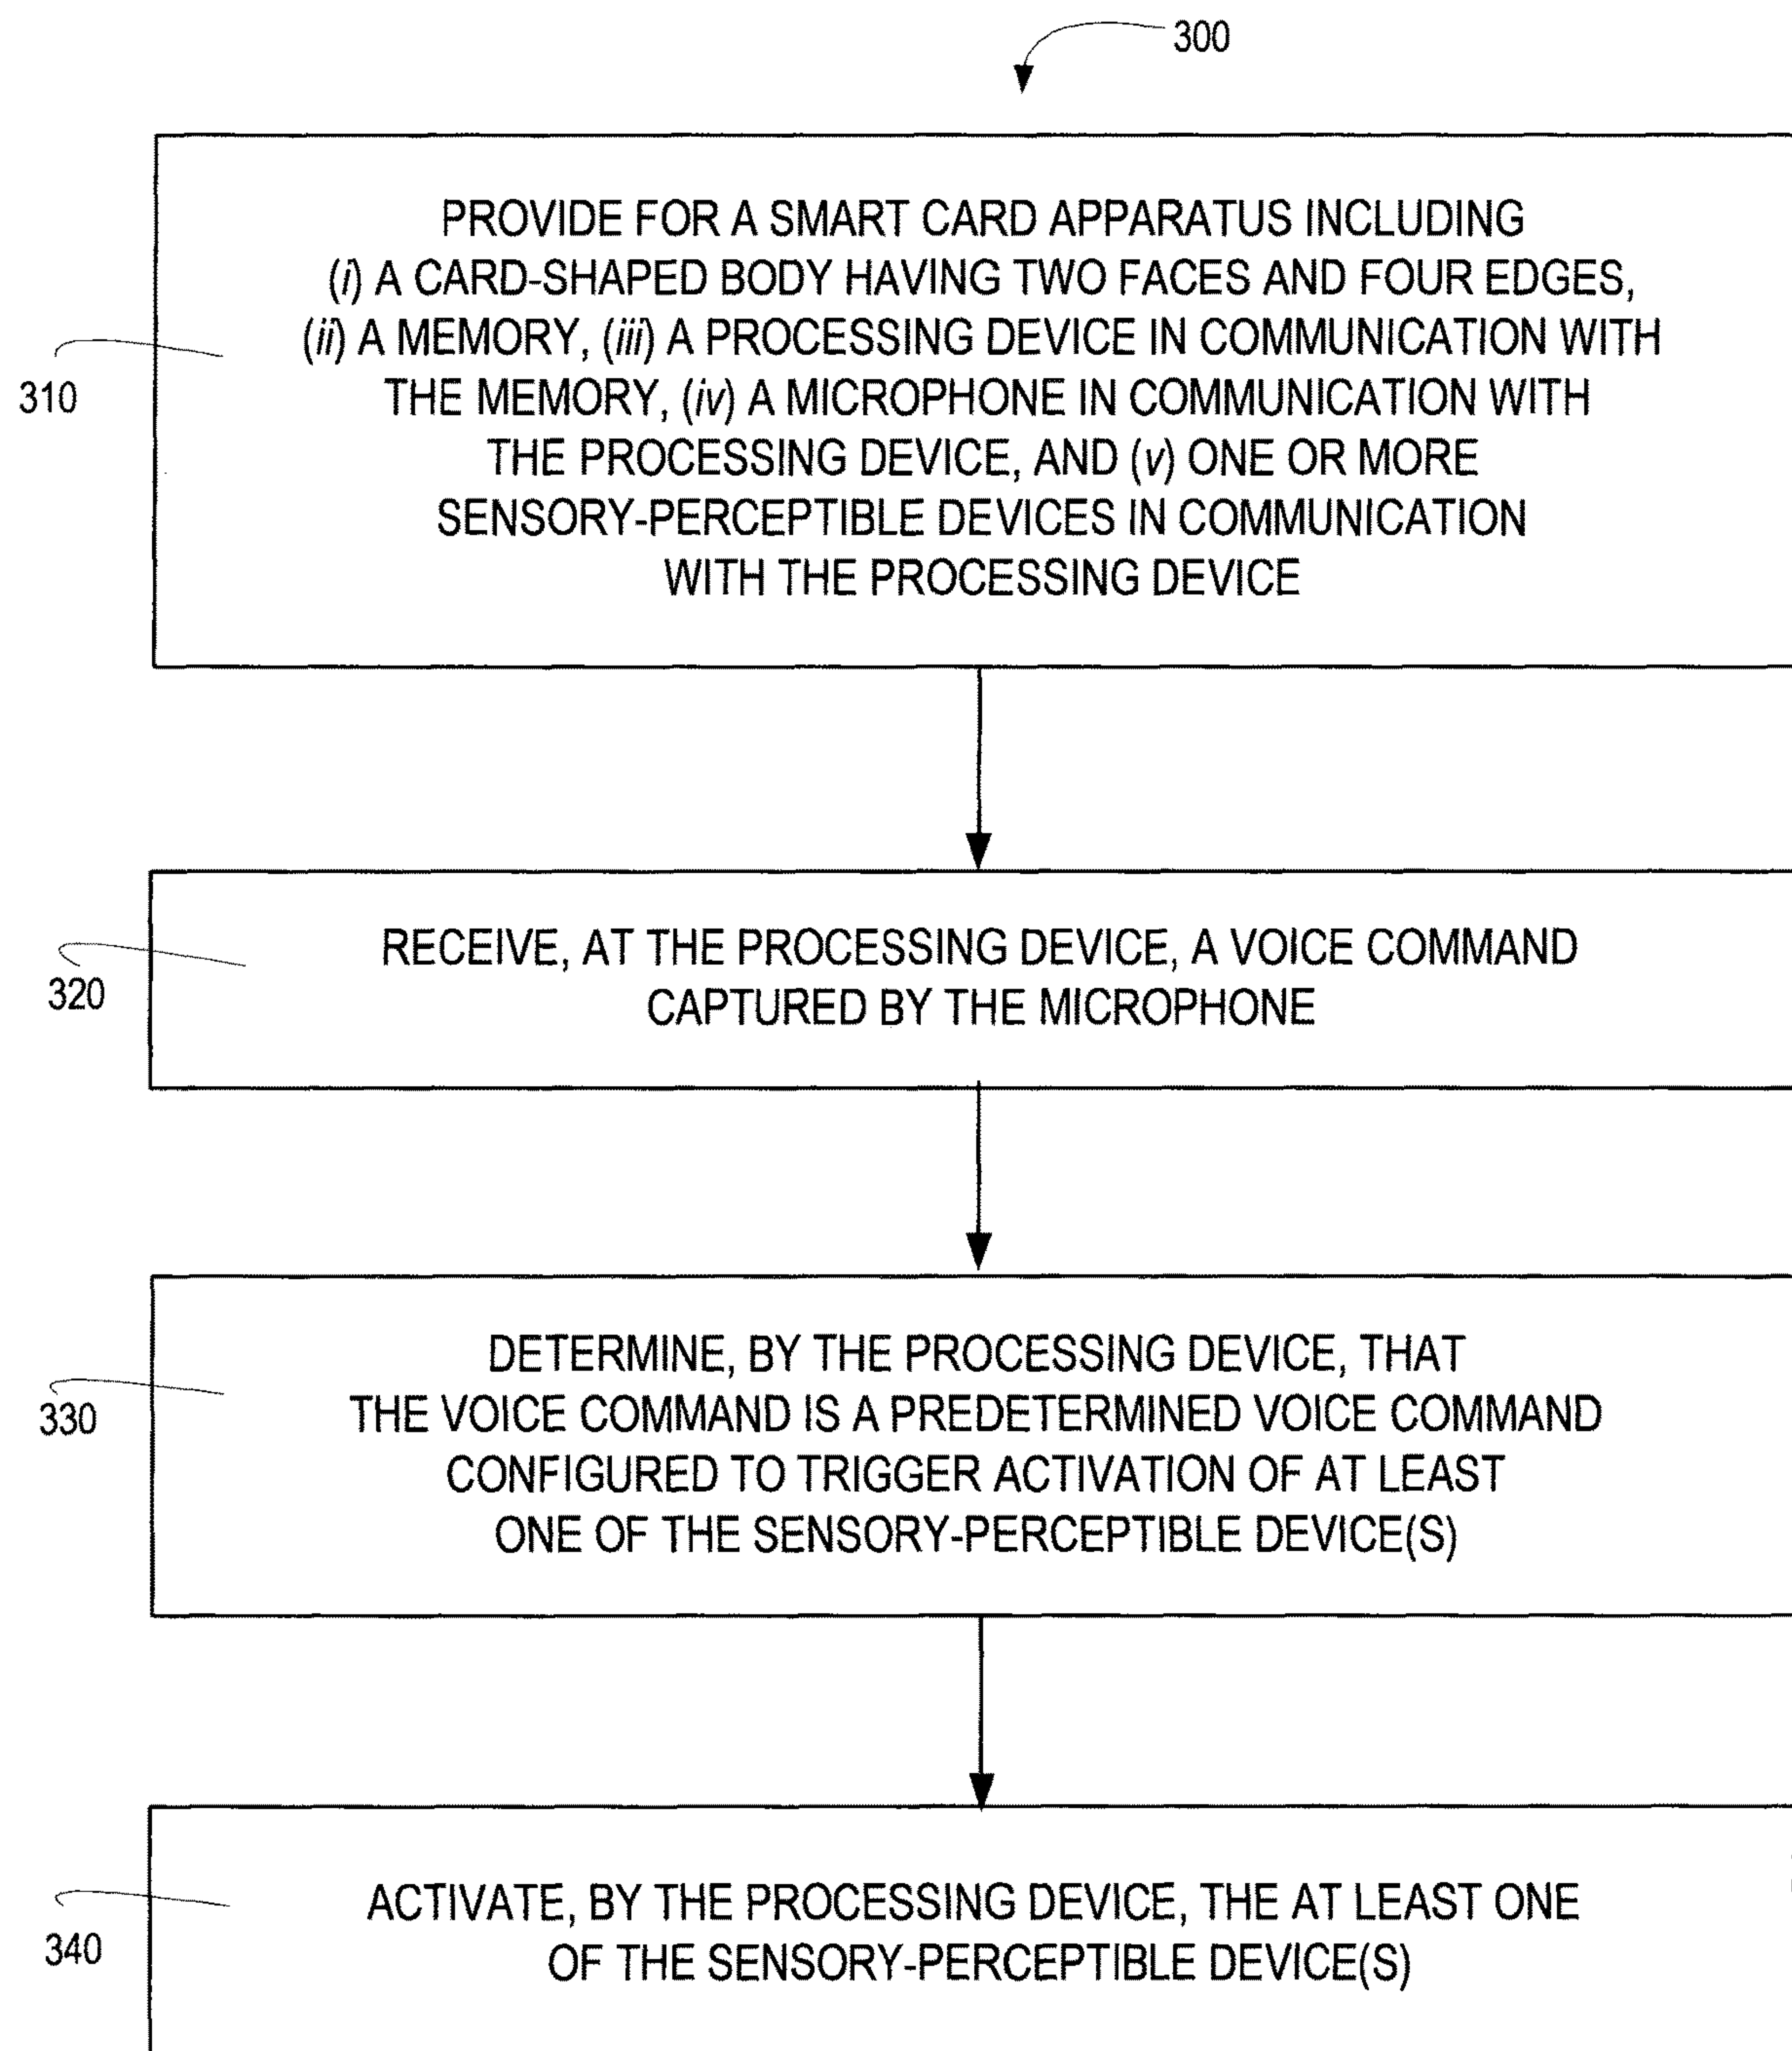 300
PROVIDE FOR A SMART CARD APPARATUS INCLUDING
(i) A CARD-SHAPED BODY HAVING TWO FACES AND FOUR EDGES,
(ii) A MEMORY, (iii) A PROCESSING DEVICE IN COMMUNICATION WITH
THE MEMORY, (iv) A MICROPHONE IN COMMUNICATION WITH
THE PROCESSING DEVICE, AND (v) ONE OR MORE
SENSORY-PERCEPTIBLE DEVICES IN COMMUNICATION
WITH THE PROCESSING DEVICE
310
RECEIVE, AT THE PROCESSING DEVICE, A VOICE COMMAND
CAPTURED BY THE MICROPHONE
320
DETERMINE, BY THE PROCESSING DEVICE, THAT
THE VOICE COMMAND IS A PREDETERMINED VOICE COMMAND
CONFIGURED TO TRIGGER ACTIVATION OF AT LEAST
ONE OF THE SENSORY-PERCEPTIBLE DEVICE(S)
330
ACTIVATE, BY THE PROCESSING DEVICE, THE AT LEAST ONE
OF THE SENSORY-PERCEPTIBLE DEVICE(S)
340